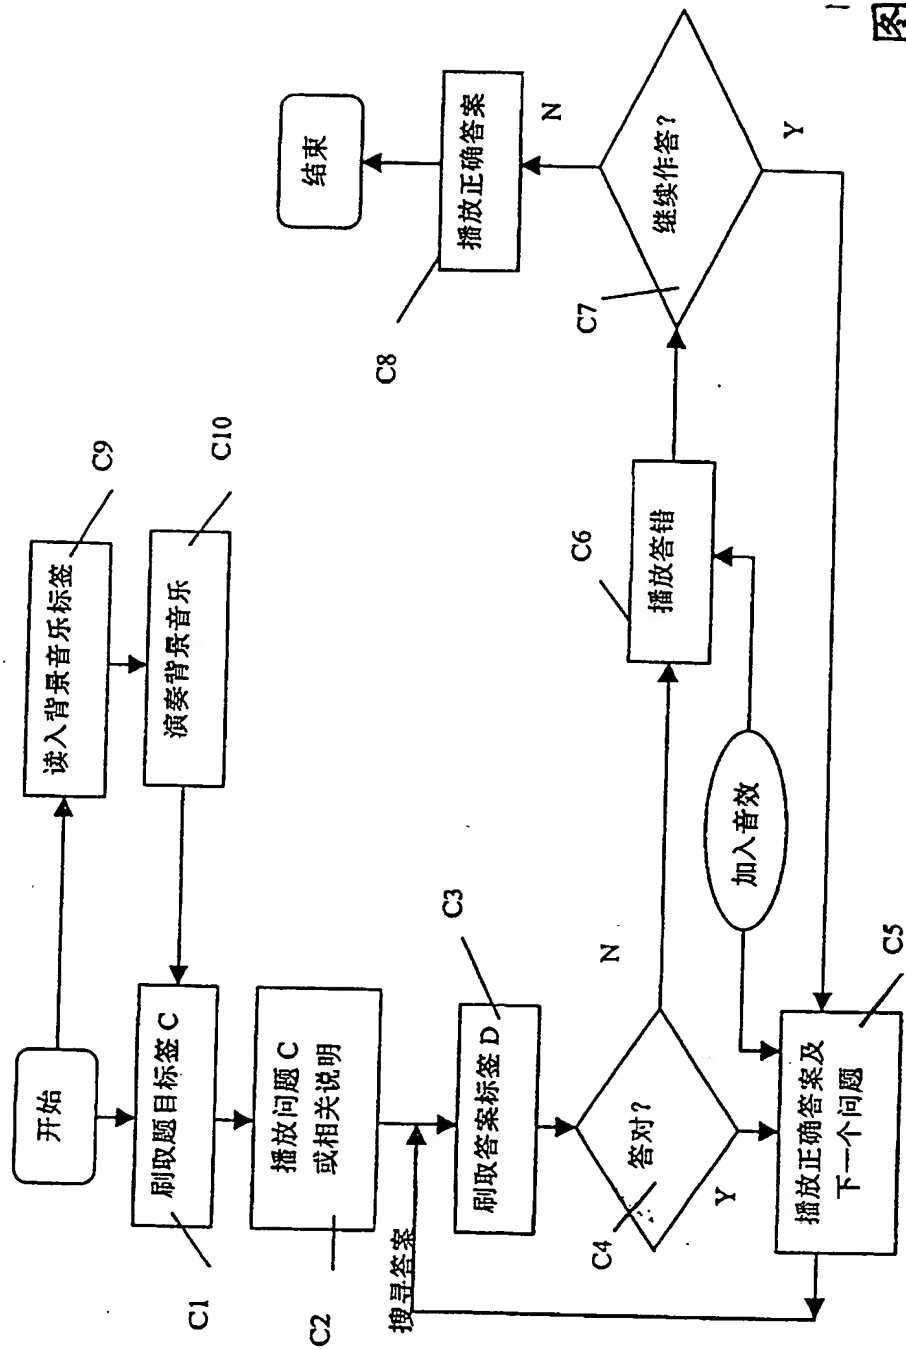 开始
读入背景音乐标签
C9
演奏背景音乐
C10
刷取题目标签 C
C1
播放问题 C
或相关说明
C2
搜寻答案
刷取答案标签 D
C3
答对?
C4
N
Y
播放正确答案及
下一个问题
C5
加入音效
播放答错
C6
继续作答?
C7
N
Y
播放正确答案
C8
结束
图
1